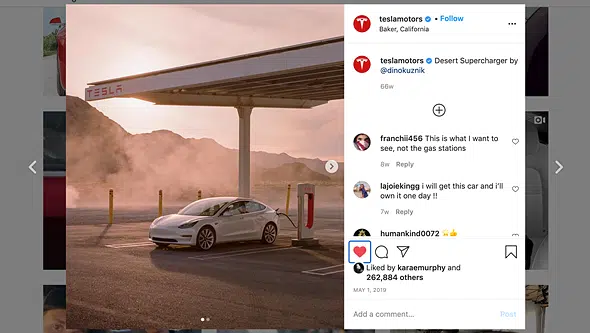 TESLA
teslamotors • Follow
Baker, California
teslamotors Desert Supercharger by
@dinokuznik
66w
franchii456 This is what I want to
see, not the gas stations
8w Reply
lajoiekingg i will get this car and i'll
own it one day !!
7w Reply
humankind0072
Liked by karaemurphy and
262,884 others
MAY 1, 2019
Add a comment... Post